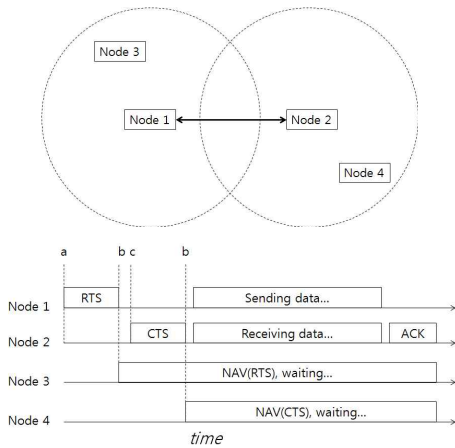 Node 3
Node 1
Node 2
Node 4
a b c b
Node 1 RTS Sending data...
Node 2 CTS Receiving data... ACK
Node 3 NAV(RTS), waiting...
Node 4 NAV(CTS), waiting...
time